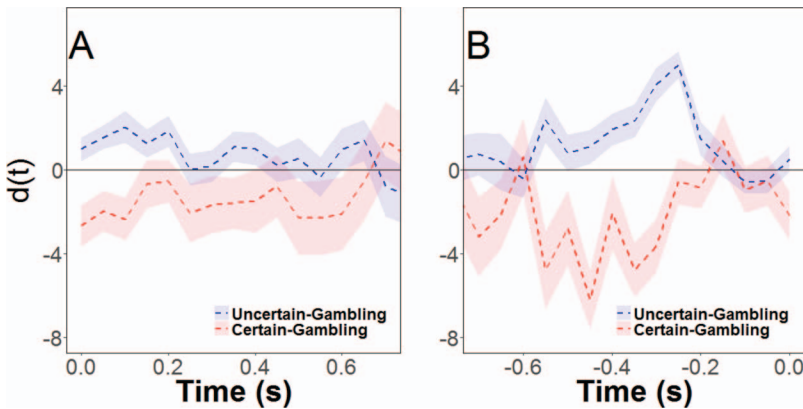 A
B
d(t)
4
0
-4
-8
4
0
-4
-8
Uncertain-Gambling
Certain-Gambling
Uncertain-Gambling
Certain-Gambling
0.0 0.2 0.4 0.6
-0.6 -0.4 -0.2 0.0
Time (s)
Time (s)